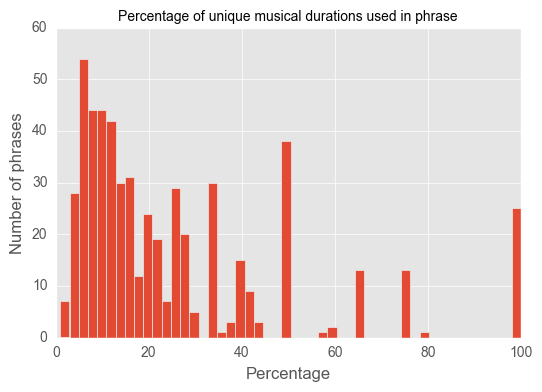 Percentage of unique musical durations used in phrase
60
50
40
30
20
10
0
Number of phrases
0 20 40 60 80 100
Percentage